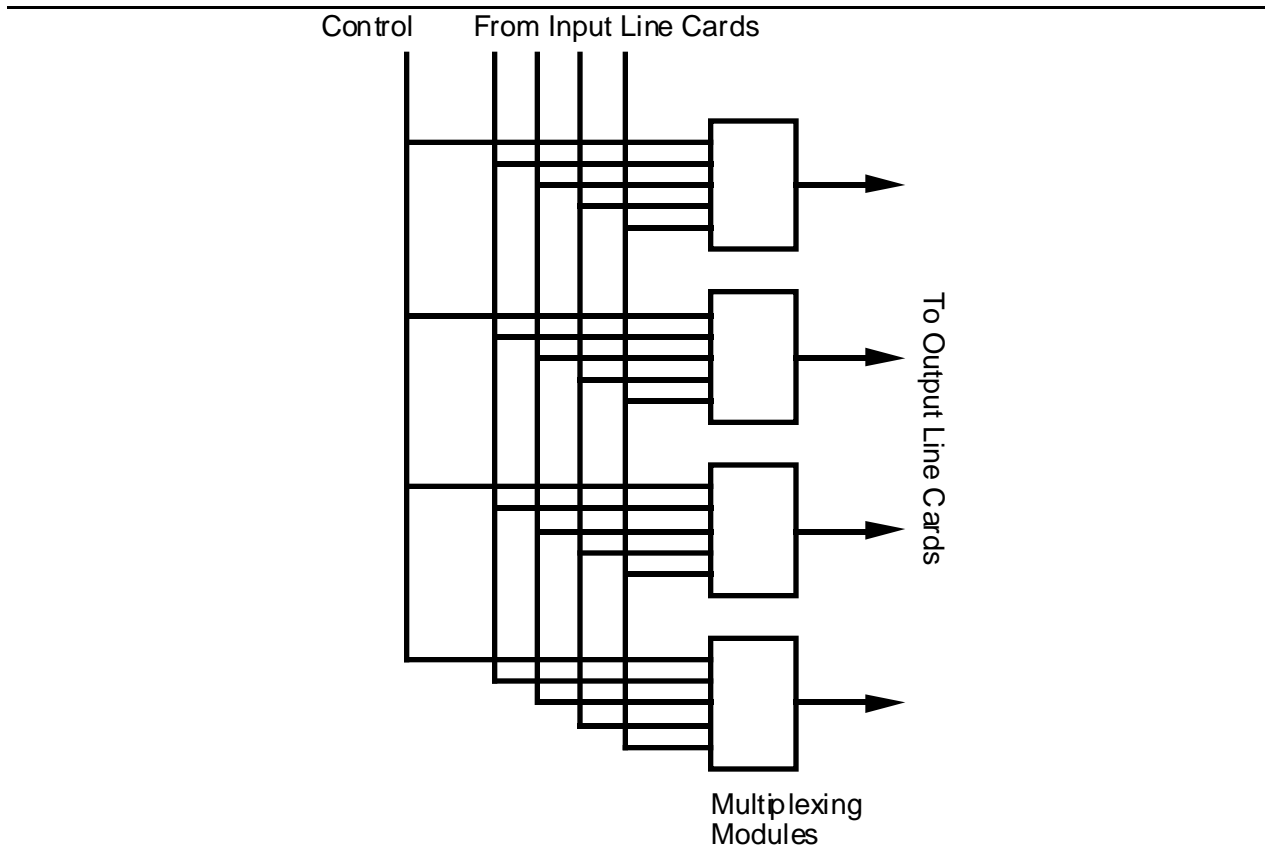 Control
From Input Line Cards
To Output Line Cards
Multiplexing
Modules